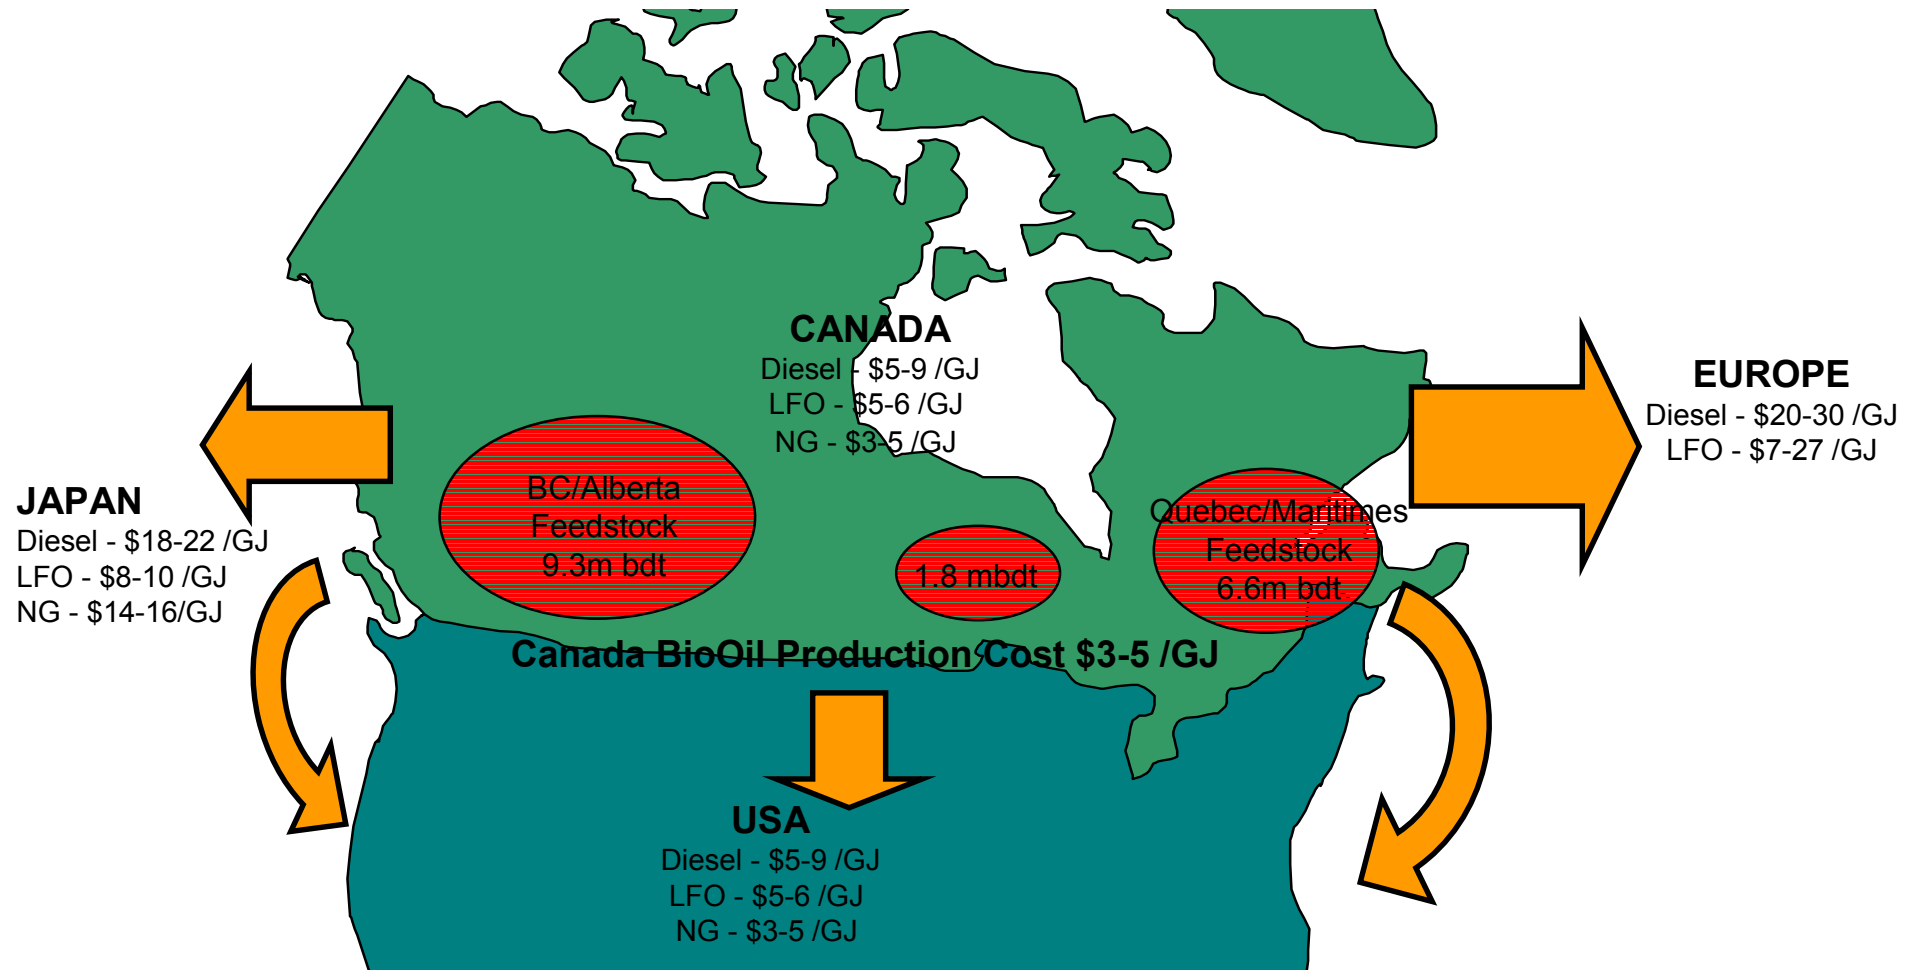 CANADA
Diesel - $5-9 /GJ
LFO - $5-6 /GJ
NG - $3-5 /GJ
EUROPE
Diesel - $20-30 /GJ
LFO - $7-27 /GJ
JAPAN
Diesel - $18-22 /GJ
LFO - $8-10 /GJ
NG - $14-16/GJ
BC/Alberta
Feedstock
9.3m bdt
1.8 mbdt
Quebec/Maritimes
Feedstock
6.6m bdt
Canada BioOil Production Cost $3-5 /GJ
USA
Diesel - $5-9 /GJ
LFO - $5-6 /GJ
NG - $3-5 /GJ